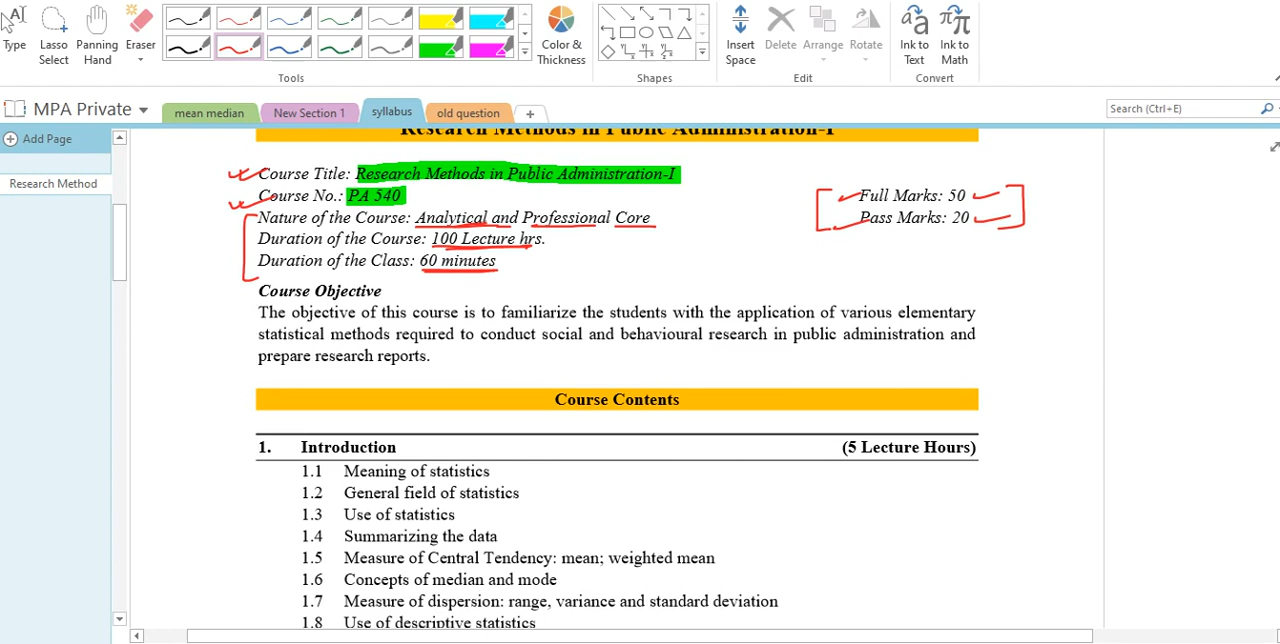 Type
Lasso Select
Panning Hand
Eraser
Color & Thickness
Insert Space
Delete
Arrange
Rotate
Ink to Text
Ink to Math
Tools
Shapes
Edit
Convert
MPA Private
mean median
New Section 1
syllabus
old question
Search (Ctrl+E)
Add Page
Research Method
Research Methods in Public Administration-I
Course Title: Research Methods in Public Administration-I
Course No.: PA 540
Full Marks: 50
Nature of the Course: Analytical and Professional Core
Pass Marks: 20
Duration of the Course: 100 Lecture hrs.
Duration of the Class: 60 minutes
Course Objective
The objective of this course is to familiarize the students with the application of various elementary
statistical methods required to conduct social and behavioural research in public administration and
prepare research reports.
Course Contents
1. Introduction (5 Lecture Hours)
1.1 Meaning of statistics
1.2 General field of statistics
1.3 Use of statistics
1.4 Summarizing the data
1.5 Measure of Central Tendency: mean; weighted mean
1.6 Concepts of median and mode
1.7 Measure of dispersion: range, variance and standard deviation
1.8 Use of descriptive statistics